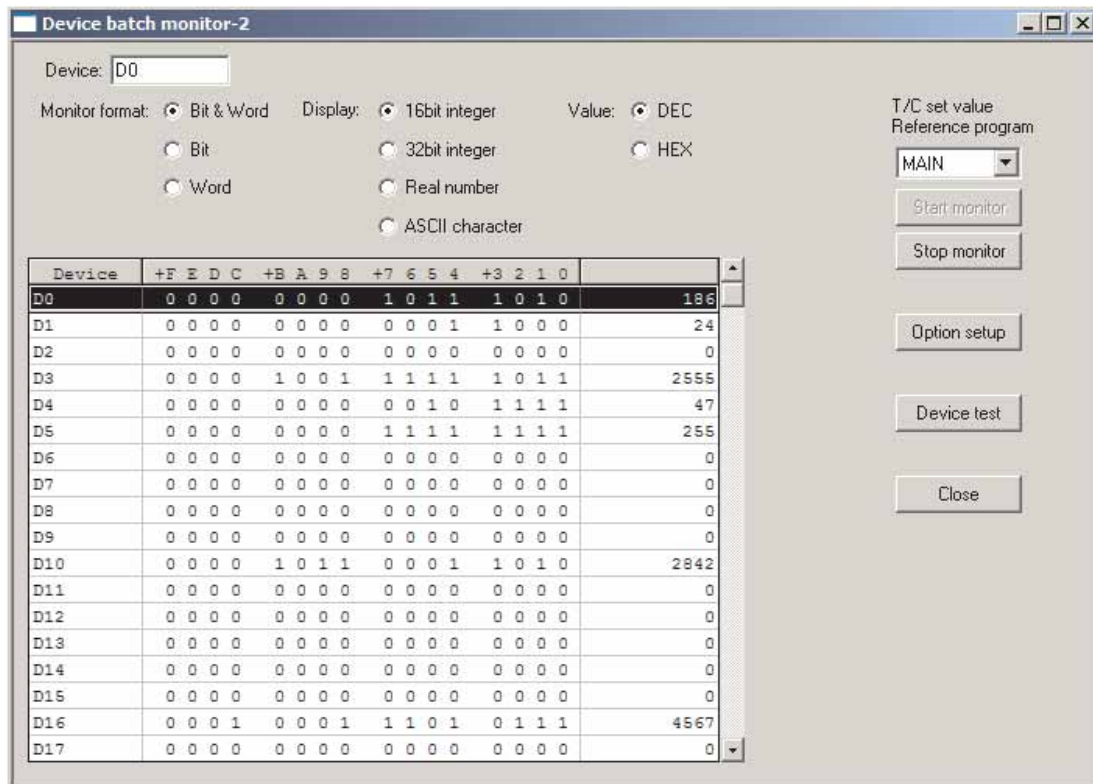 Device batch monitor-2
Device: D0
Monitor format: Bit & Word Display: 16bit integer Value: DEC
Bit 32bit integer HEX
Word Real number
ASCII character
T/C set value
Reference program
MAIN
Start monitor
Stop monitor
Option setup
Device test
Close
Device +F E D C +B A 9 8 +7 6 5 4 +3 2 1 0
D0 0 0 0 0 0 0 0 0 1 0 1 1 1 0 1 0 186
D1 0 0 0 0 0 0 0 0 0 0 0 1 1 0 0 0 24
D2 0 0 0 0 0 0 0 0 0 0 0 0 0 0 0 0 0
D3 0 0 0 0 1 0 0 1 1 1 1 1 1 0 1 1 2555
D4 0 0 0 0 0 0 0 0 0 0 1 0 1 1 1 1 47
D5 0 0 0 0 0 0 0 0 1 1 1 1 1 1 1 1 255
D6 0 0 0 0 0 0 0 0 0 0 0 0 0 0 0 0 0
D7 0 0 0 0 0 0 0 0 0 0 0 0 0 0 0 0 0
D8 0 0 0 0 0 0 0 0 0 0 0 0 0 0 0 0 0
D9 0 0 0 0 0 0 0 0 0 0 0 0 0 0 0 0 0
D10 0 0 0 0 1 0 1 1 0 0 0 1 1 0 1 0 2842
D11 0 0 0 0 0 0 0 0 0 0 0 0 0 0 0 0 0
D12 0 0 0 0 0 0 0 0 0 0 0 0 0 0 0 0 0
D13 0 0 0 0 0 0 0 0 0 0 0 0 0 0 0 0 0
D14 0 0 0 0 0 0 0 0 0 0 0 0 0 0 0 0 0
D15 0 0 0 0 0 0 0 0 0 0 0 0 0 0 0 0 0
D16 0 0 0 1 0 0 0 1 1 1 0 1 0 1 1 1 4567
D17 0 0 0 0 0 0 0 0 0 0 0 0 0 0 0 0 0